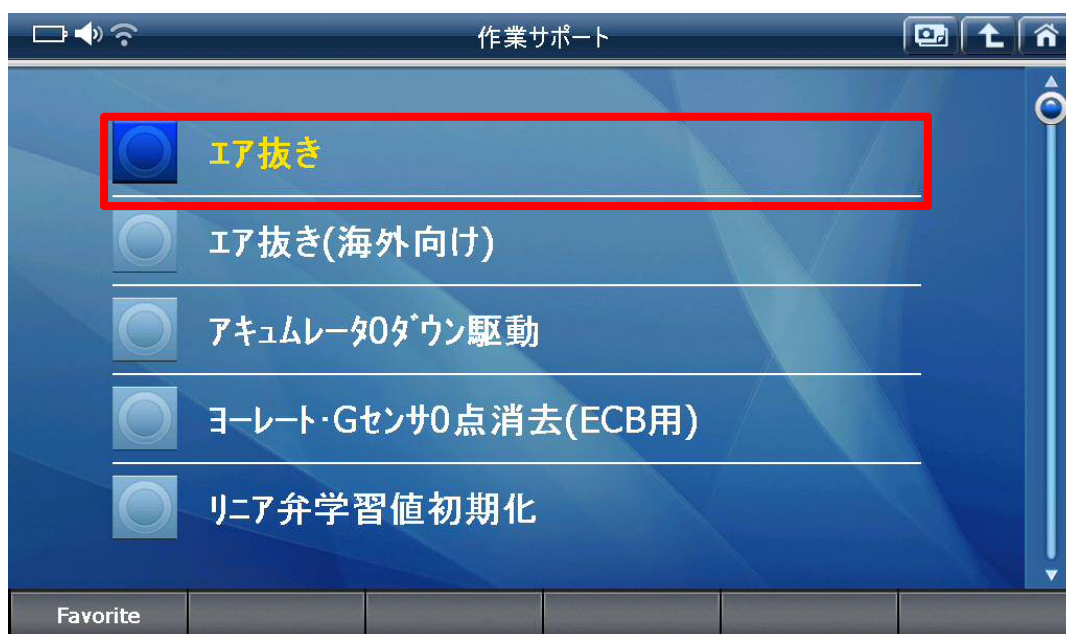 作業サポート
エア抜き
エア抜き(海外向け)
アキュムレータ0ダウン駆動
ヨーレート・Gセンサ0点消去(ECB用)
リニア弁学習値初期化
Favorite